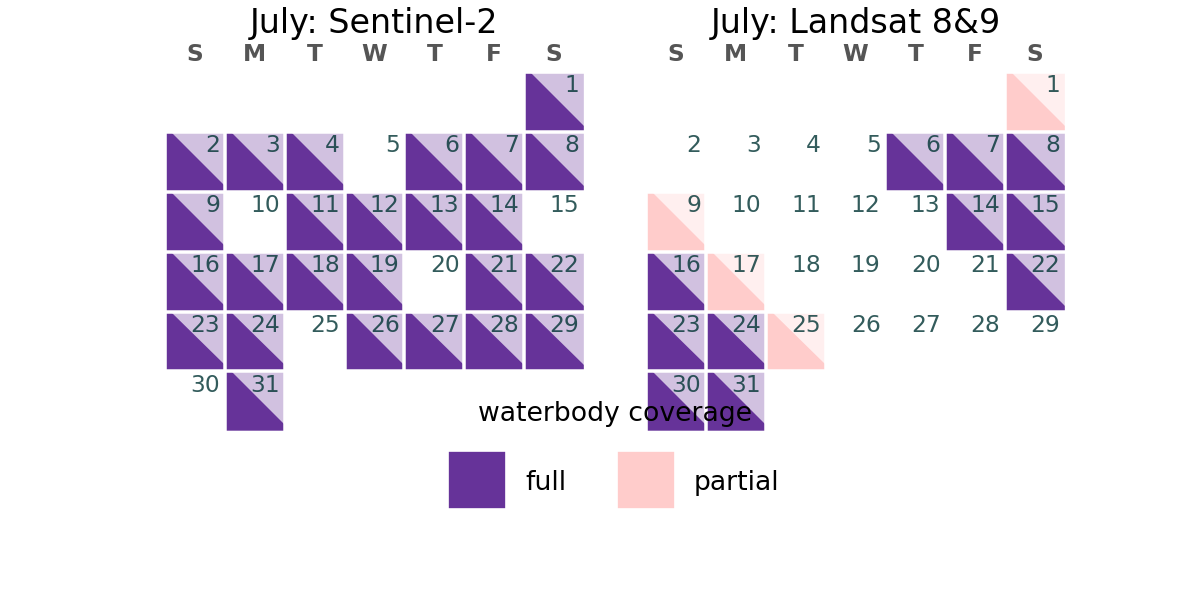 July: Sentinel-2
S M T W T F S
1
2 3 4 5 6 7 8
9 10 11 12 13 14 15
16 17 18 19 20 21 22
23 24 25 26 27 28 29
30 31
July: Landsat 8&9
S M T W T F S
1
2 3 4 5 6 7 8
9 10 11 12 13 14 15
16 17 18 19 20 21 22
23 24 25 26 27 28 29
30 31
waterbody coverage
full partial